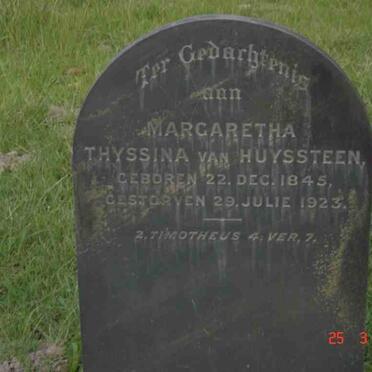 Ter Gedachtenis
aan
MARGARETHA
THYSSINA VAN HUYSSTEEN,
GEBOREN 22. DEC. 1845,
GESTORVEN 29. JULIE 1923.
2. TIMOTHEUS 4: VER. 7.
25 3